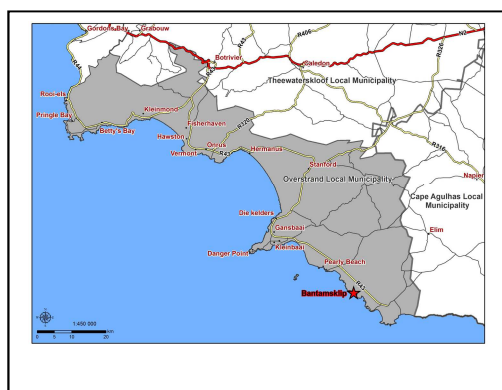 Gordons Bay
Grabouw
R43
R406
N2
R326
Botrivier
Caledon
R44
R43
Theewaterskloof Local Municipality
Rooi-els
Kleinmond
Pringle Bay
Fisherhaven
R320
Betty's Bay
Hawston
Onrus
R316
Vermont
R43
Hermanus
Stanford
Napier
Overstrand Local Municipality
Cape Agulhas Local
Municipality
Die kelders
Gansbaai
Elim
Kleinbaai
Danger Point
Pearly Beach
R43
Bantamsklip
1:450 000
0 5 10 20
km